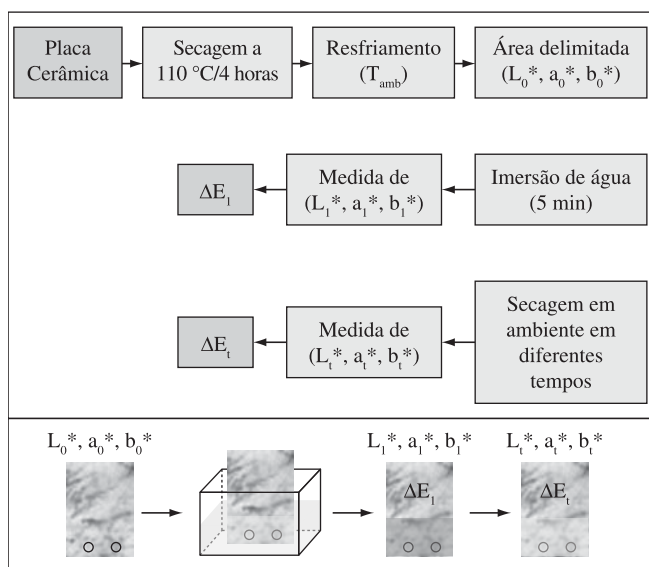 Placa
Cerâmica
Secagem a
110 °C/4 horas
Resfriamento
(T_amb)
Área delimitada
(L₀*, a₀*, b₀*)
ΔE₁
Medida de
(L₁*, a₁*, b₁*)
Imersão de água
(5 min)
ΔEₜ
Medida de
(Lₜ*, aₜ*, bₜ*)
Secagem em
ambiente em
diferentes
tempos
L₀*, a₀*, b₀*
L₁*, a₁*, b₁*
Lₜ*, aₜ*, bₜ*
ΔE₁
ΔEₜ